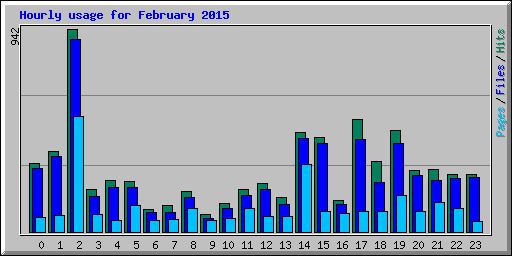 Hourly usage for February 2015
942
Pages / Files / Hits
0 1 2 3 4 5 6 7 8 9 10 11 12 13 14 15 16 17 18 19 20 21 22 23